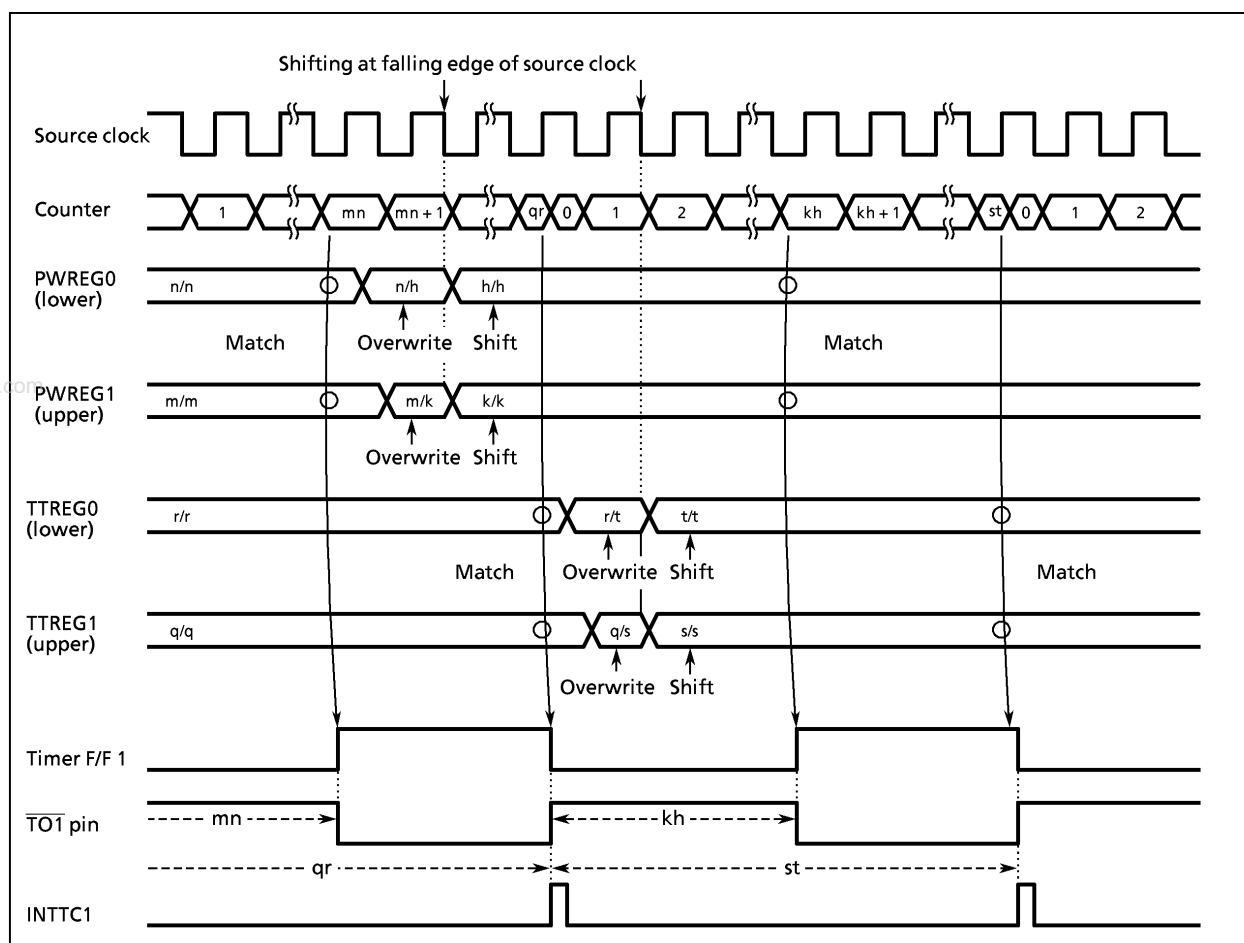 Shifting at falling edge of source clock
Source clock
Counter 1 mn mn + 1 qr 0 1 2 kh kh + 1 st 0 1 2
PWREG0
(lower)
n/n n/h h/h
Match Overwrite Shift Match
.com
PWREG1
(upper)
m/m m/k k/k
Overwrite Shift
TTREG0
(lower)
r/r r/t t/t
Match Overwrite Shift Match
TTREG1
(upper)
q/q q/s s/s
Overwrite Shift
Timer F/F 1
TO1 pin mn kh
qr st
INTTC1